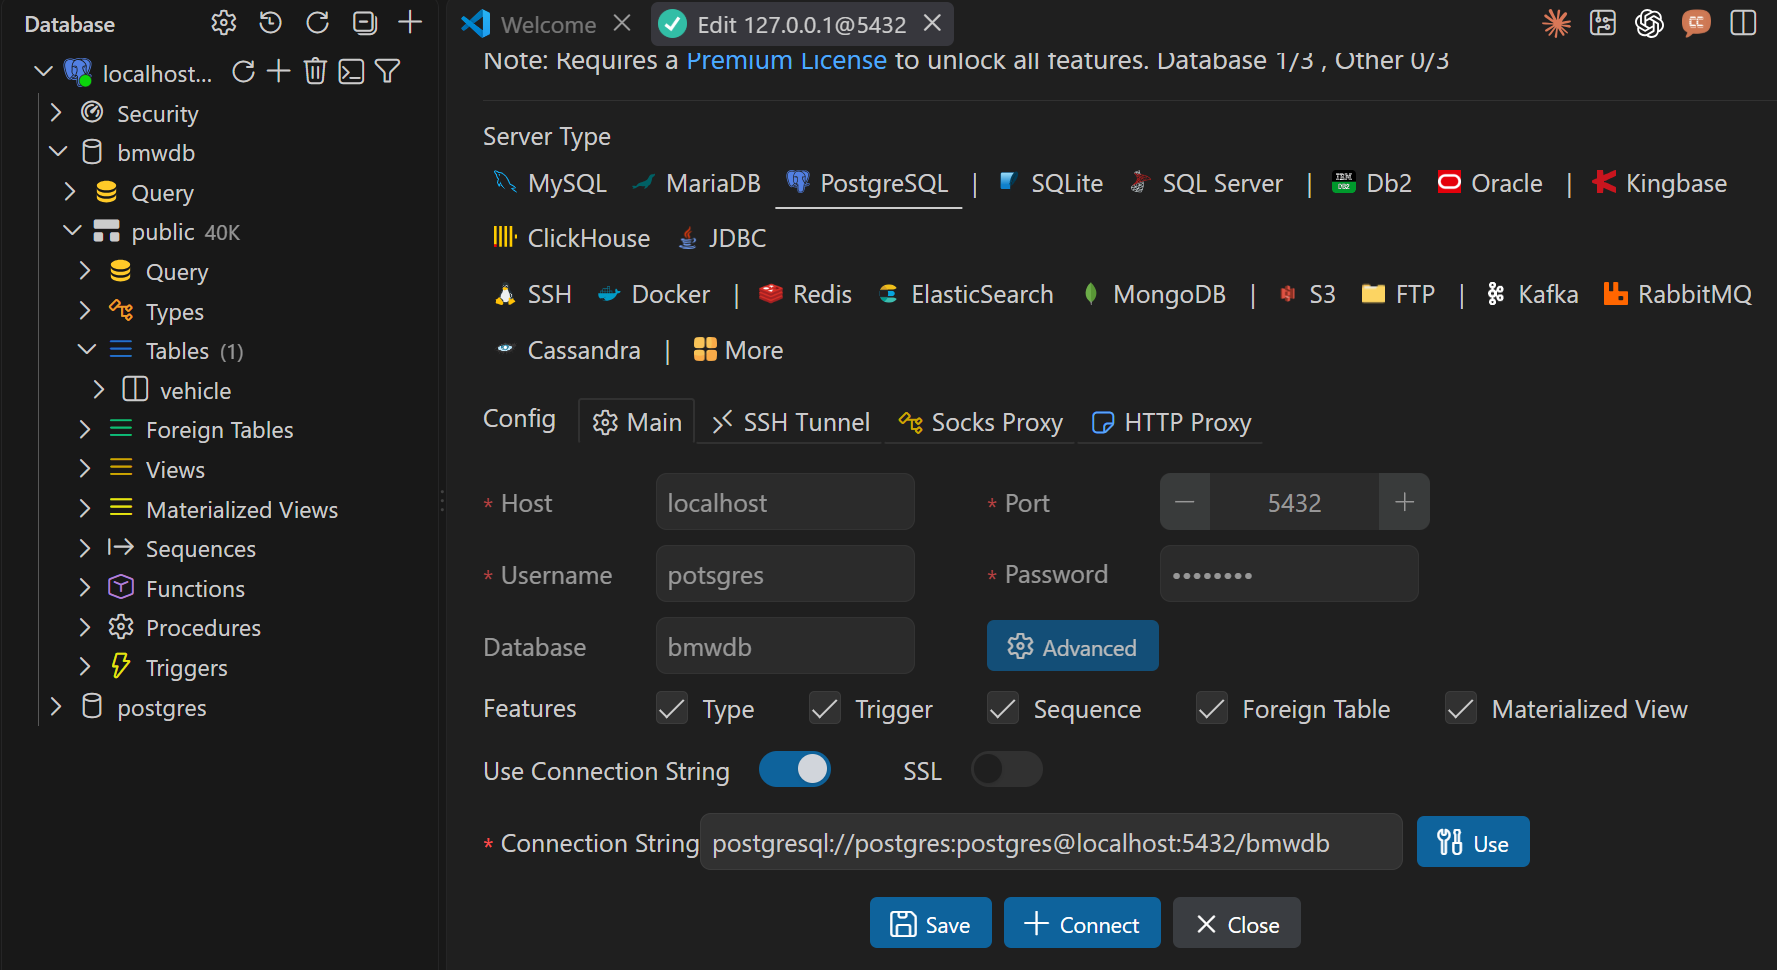 Database
localhost...
Security
bmwdb
Query
public 40K
Query
Types
Tables (1)
vehicle
Foreign Tables
Views
Materialized Views
Sequences
Functions
Procedures
Triggers
postgres
Welcome
Edit 127.0.0.1@5432
CC
Note: Requires a Premium License to unlock all features. Database 1/3 , Other 0/3
Server Type
MySQL MariaDB PostgreSQL | SQLite SQL Server | IBM DB2 Db2 Oracle | Kingbase
ClickHouse JDBC
SSH Docker | Redis ElasticSearch MongoDB | S3 FTP | Kafka RabbitMQ
Cassandra | More
Config Main SSH Tunnel Socks Proxy HTTP Proxy
* Host localhost * Port 5432
* Username potsgres * Password ••••••••
Database bmwdb Advanced
Features Type Trigger Sequence Foreign Table Materialized View
Use Connection String SSL
* Connection String postgresql://postgres:postgres@localhost:5432/bmwdb Use
Save Connect Close